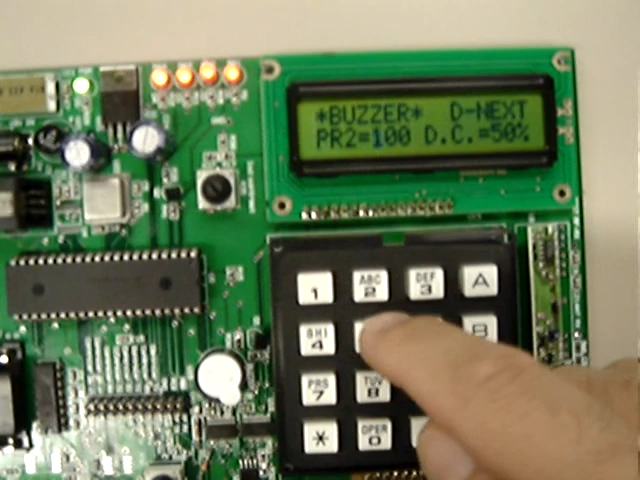 *BUZZER* D-NEXT
PR2=100 D.C.=50%
1
ABC
2
DEF
3
A
GHI
4
B
PRS
7
TUV
8
*
OPER
0